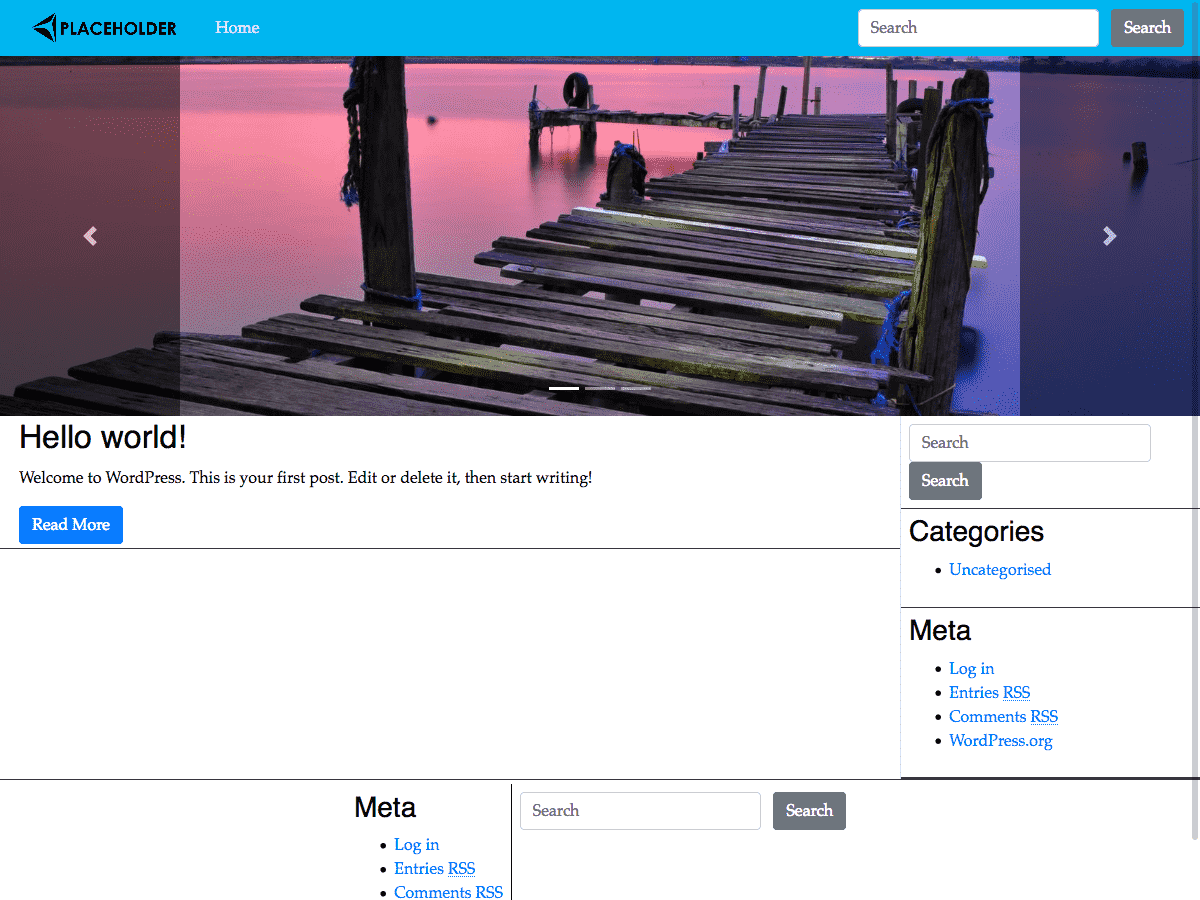 PLACEHOLDER Home Search Search
Hello world!
Welcome to WordPress. This is your first post. Edit or delete it, then start writing!
Read More
Search
Search
Categories
Uncategorised
Meta
Log in
Entries RSS
Comments RSS
WordPress.org
Meta
Log in
Entries RSS
Comments RSS
Search Search